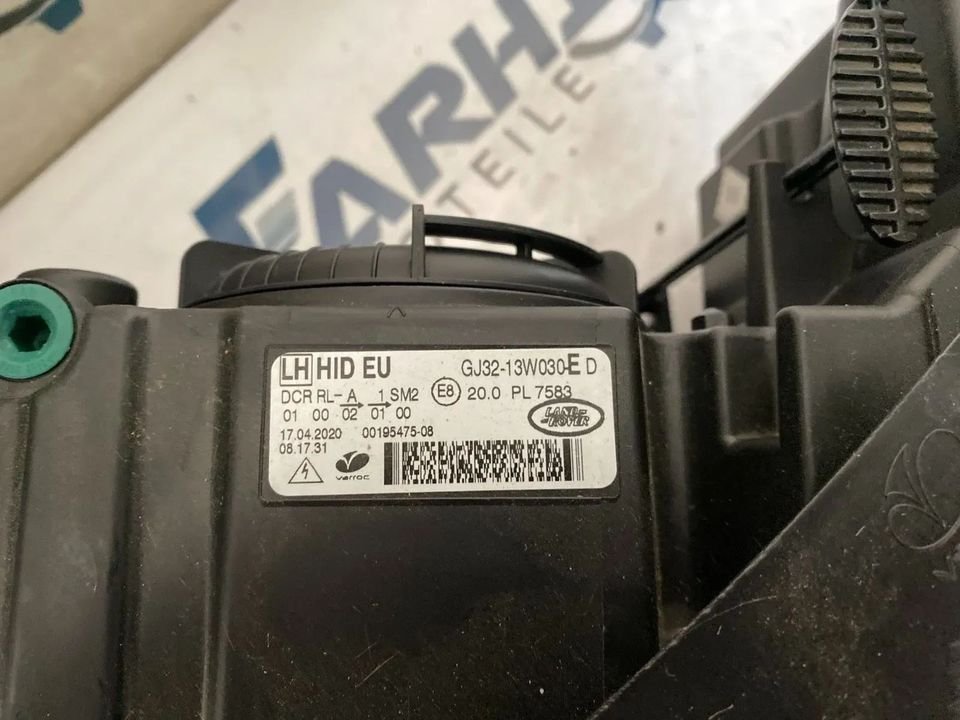 CARHI
TEILE
LH HID EU GJ32-13W030-E D
DCR RL-A 1 SM2 E8 20.0 PL 7583
01 00 02 01 00
LAND-
-ROVER
17.04.2020 00195475-08
08.17.31
varroc